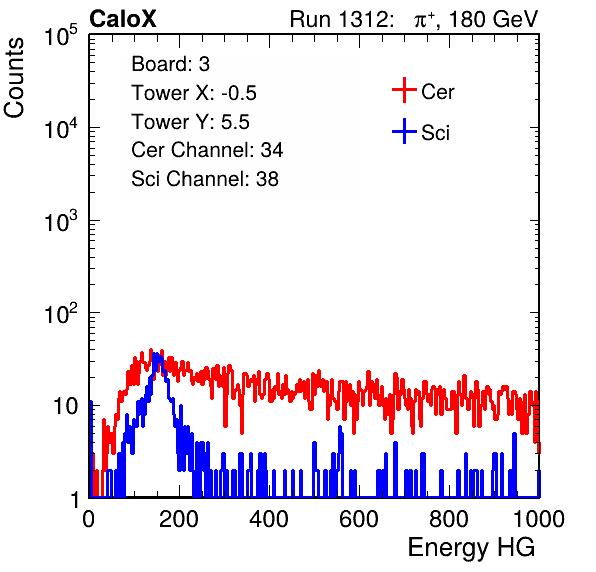 CaloX Run 1312: π⁺, 180 GeV
Board: 3
Tower X: -0.5
Tower Y: 5.5
Cer Channel: 34
Sci Channel: 38
Cer
Sci
Counts
10⁵
10⁴
10³
10²
10
1
0 200 400 600 800 1000
Energy HG